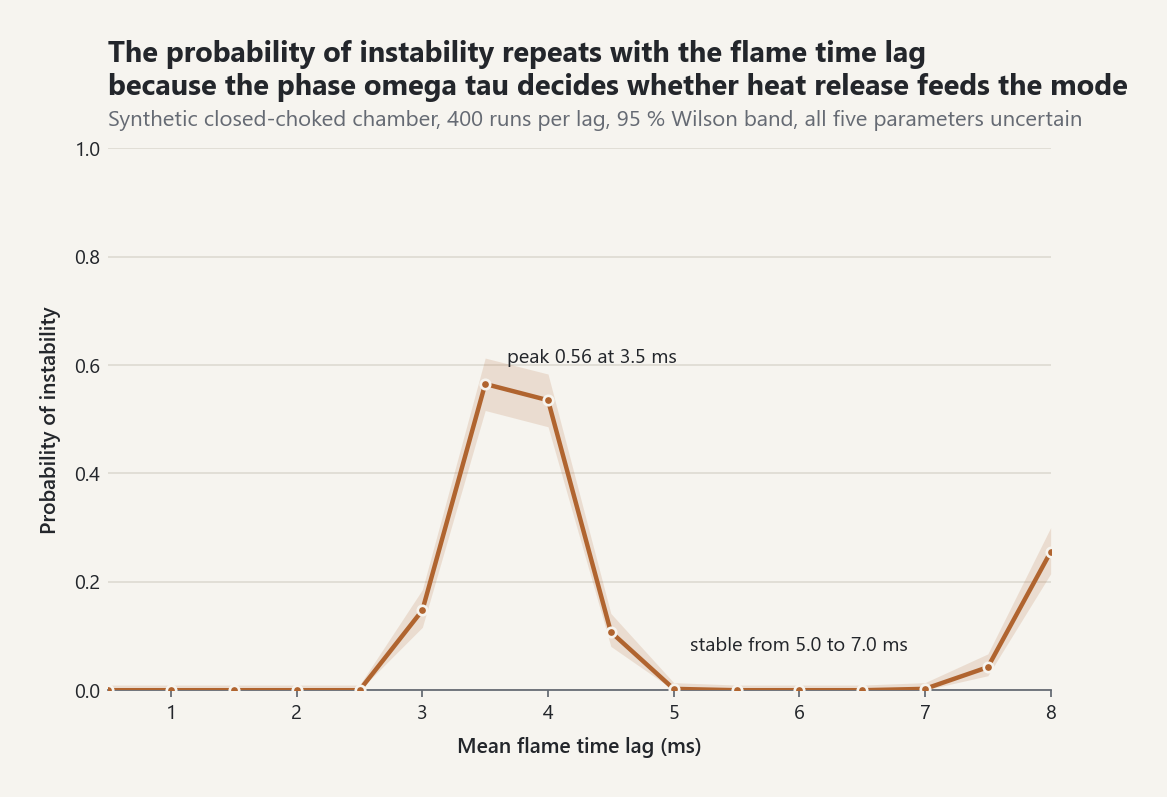 The probability of instability repeats with the flame time lag
because the phase omega tau decides whether heat release feeds the mode
Synthetic closed-choked chamber, 400 runs per lag, 95 % Wilson band, all five parameters uncertain
1.0
0.8
0.6
0.4
0.2
0.0
Probability of instability
peak 0.56 at 3.5 ms
stable from 5.0 to 7.0 ms
1 2 3 4 5 6 7 8
Mean flame time lag (ms)